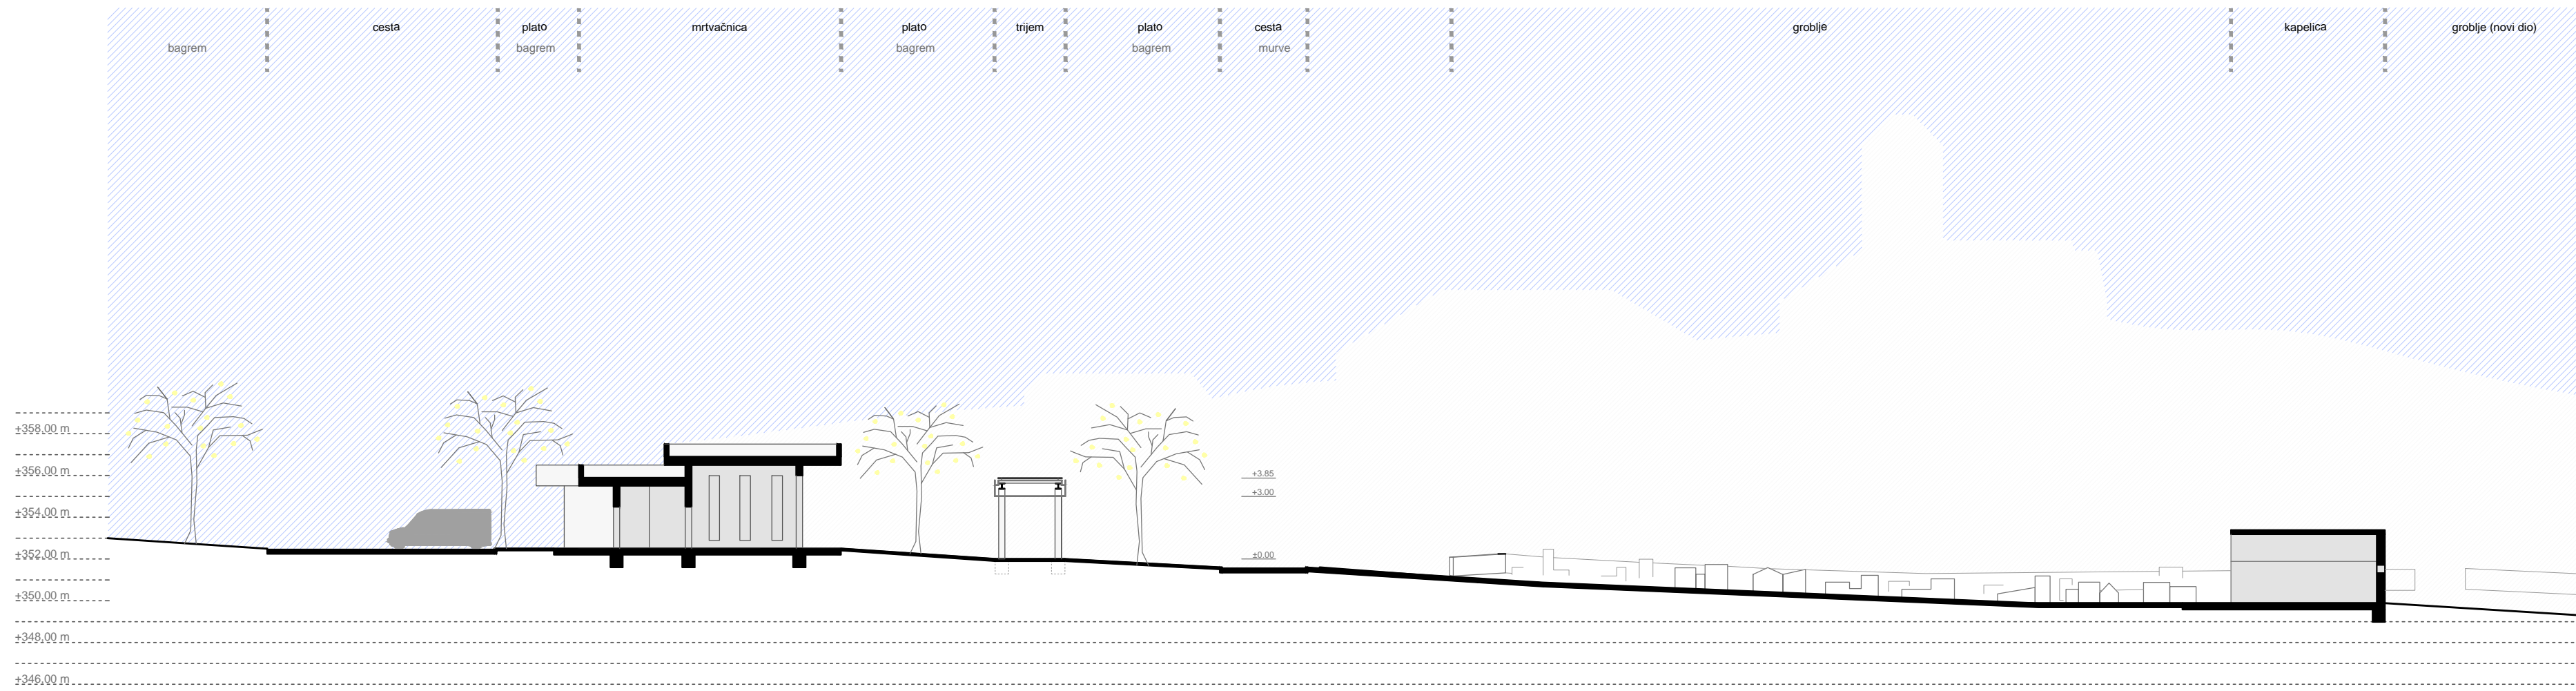 cesta
plato
mrtvačnica
plato
trijem
plato
cesta
groblje
kapelica
groblje (novi dio)
bagrem
bagrem
bagrem
bagrem
murve
+358,00 m
+356,00 m
+354,00 m
+352,00 m
+350,00 m
+348,00 m
+346,00 m
+3.85
+3.00
±0.00